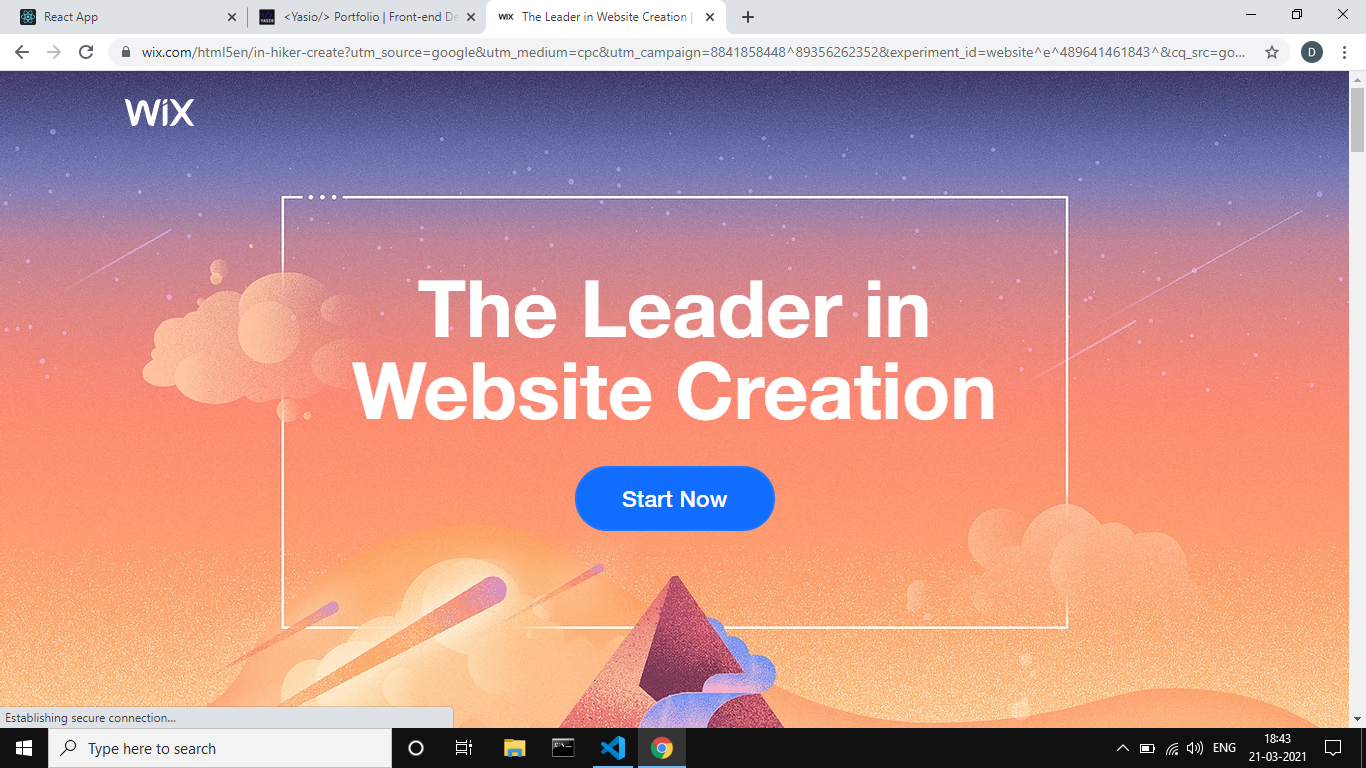 React App
<Yasio/> Portfolio | Front-end De
WiX The Leader in Website Creation |
wix.com/html5en/in-hiker-create?utm_source=google&utm_medium=cpc&utm_campaign=8841858448^89356262352&experiment_id=website^e^489641461843^&cq_src=go...
D
WiX
The Leader in
Website Creation
Start Now
Establishing secure connection...
Type here to search
ENG
18:43
21-03-2021